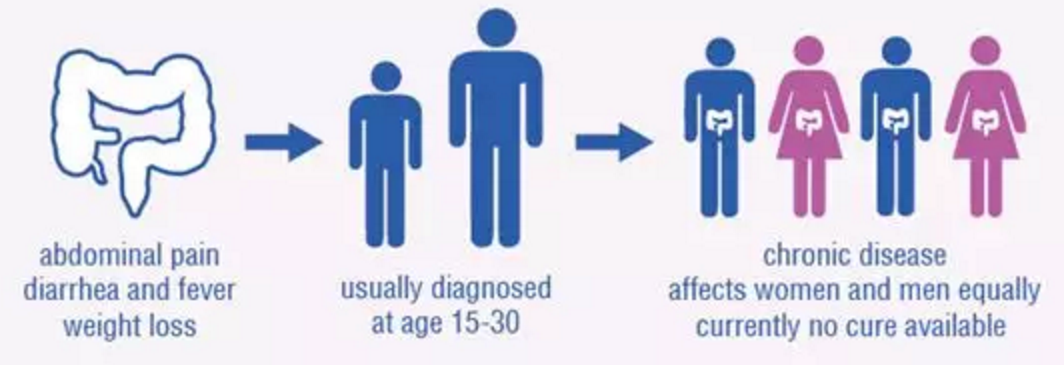 abdominal pain
diarrhea and fever
weight loss
usually diagnosed
at age 15-30
chronic disease
affects women and men equally
currently no cure available